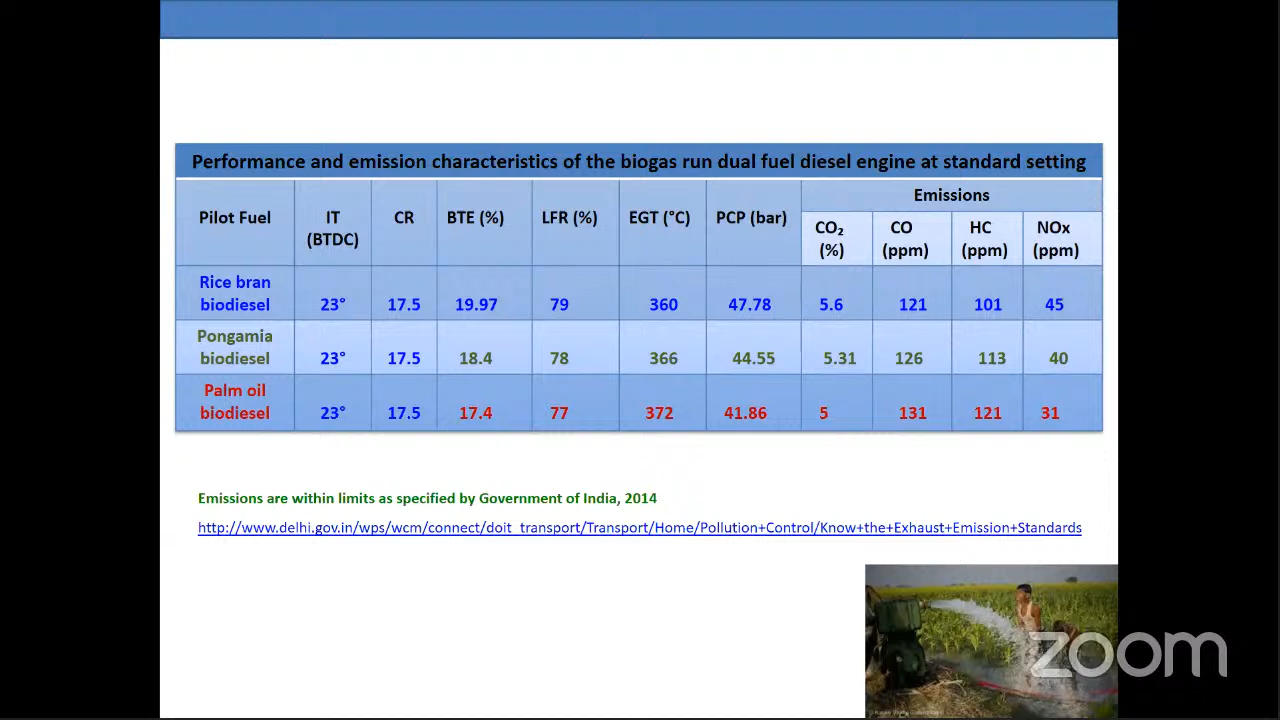 Performance and emission characteristics of the biogas run dual fuel diesel engine at standard setting
Pilot Fuel IT (BTDC) CR BTE (%) LFR (%) EGT (°C) PCP (bar) Emissions
CO₂ (%) CO (ppm) HC (ppm) NOx (ppm)
Rice bran biodiesel 23° 17.5 19.97 79 360 47.78 5.6 121 101 45
Pongamia biodiesel 23° 17.5 18.4 78 366 44.55 5.31 126 113 40
Palm oil biodiesel 23° 17.5 17.4 77 372 41.86 5 131 121 31
Emissions are within limits as specified by Government of India, 2014
http://www.delhi.gov.in/wps/wcm/connect/doit_transport/Transport/Home/Pollution+Control/Know+the+Exhaust+Emission+Standards
zoom